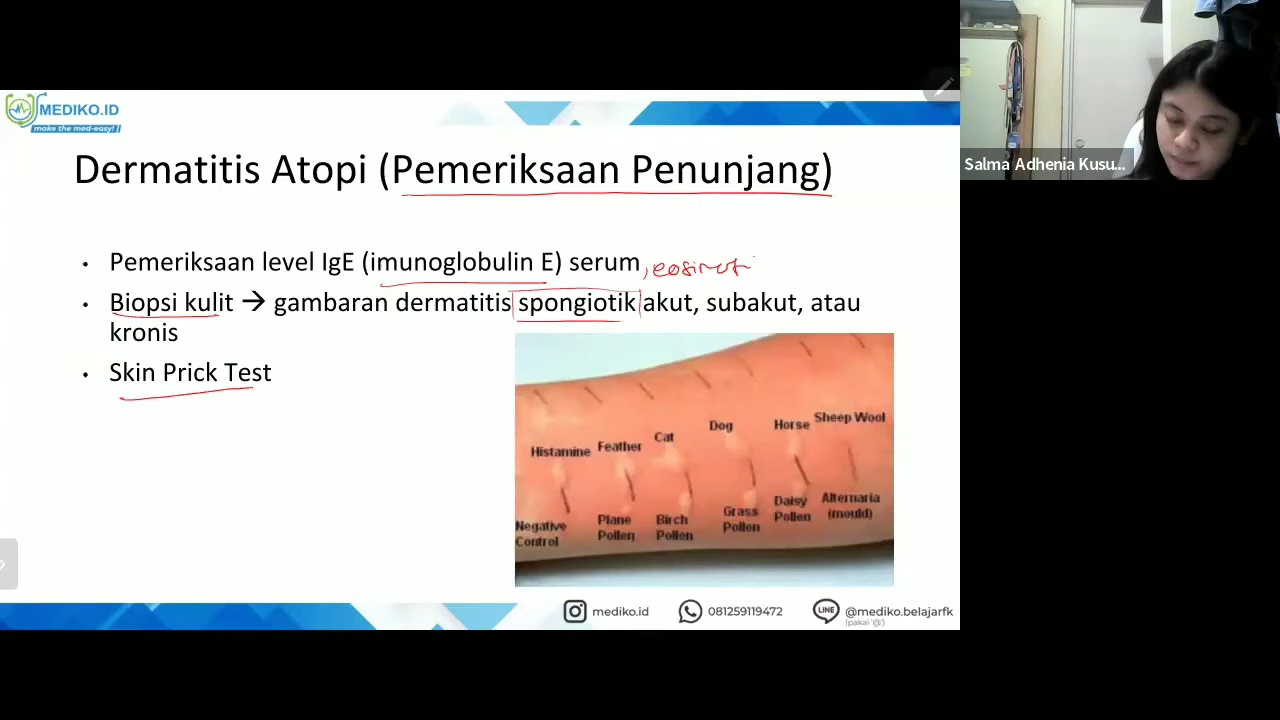 MEDIKO.ID
make the med-easy!
Salma Adhenia Kusu...
Dermatitis Atopi (Pemeriksaan Penunjang)
• Pemeriksaan level IgE (imunoglobulin E) serum
• Biopsi kulit → gambaran dermatitis spongiotik akut, subakut, atau
kronis
• Skin Prick Test
Histamine Feather Cat Dog Horse Sheep Wool
Negative Control Plane Pollen Birch Pollen Grass Pollen Daisy Pollen Alternaria (mould)
mediko.id 081259119472 LINE @mediko.belajarfk
(pakai '@')